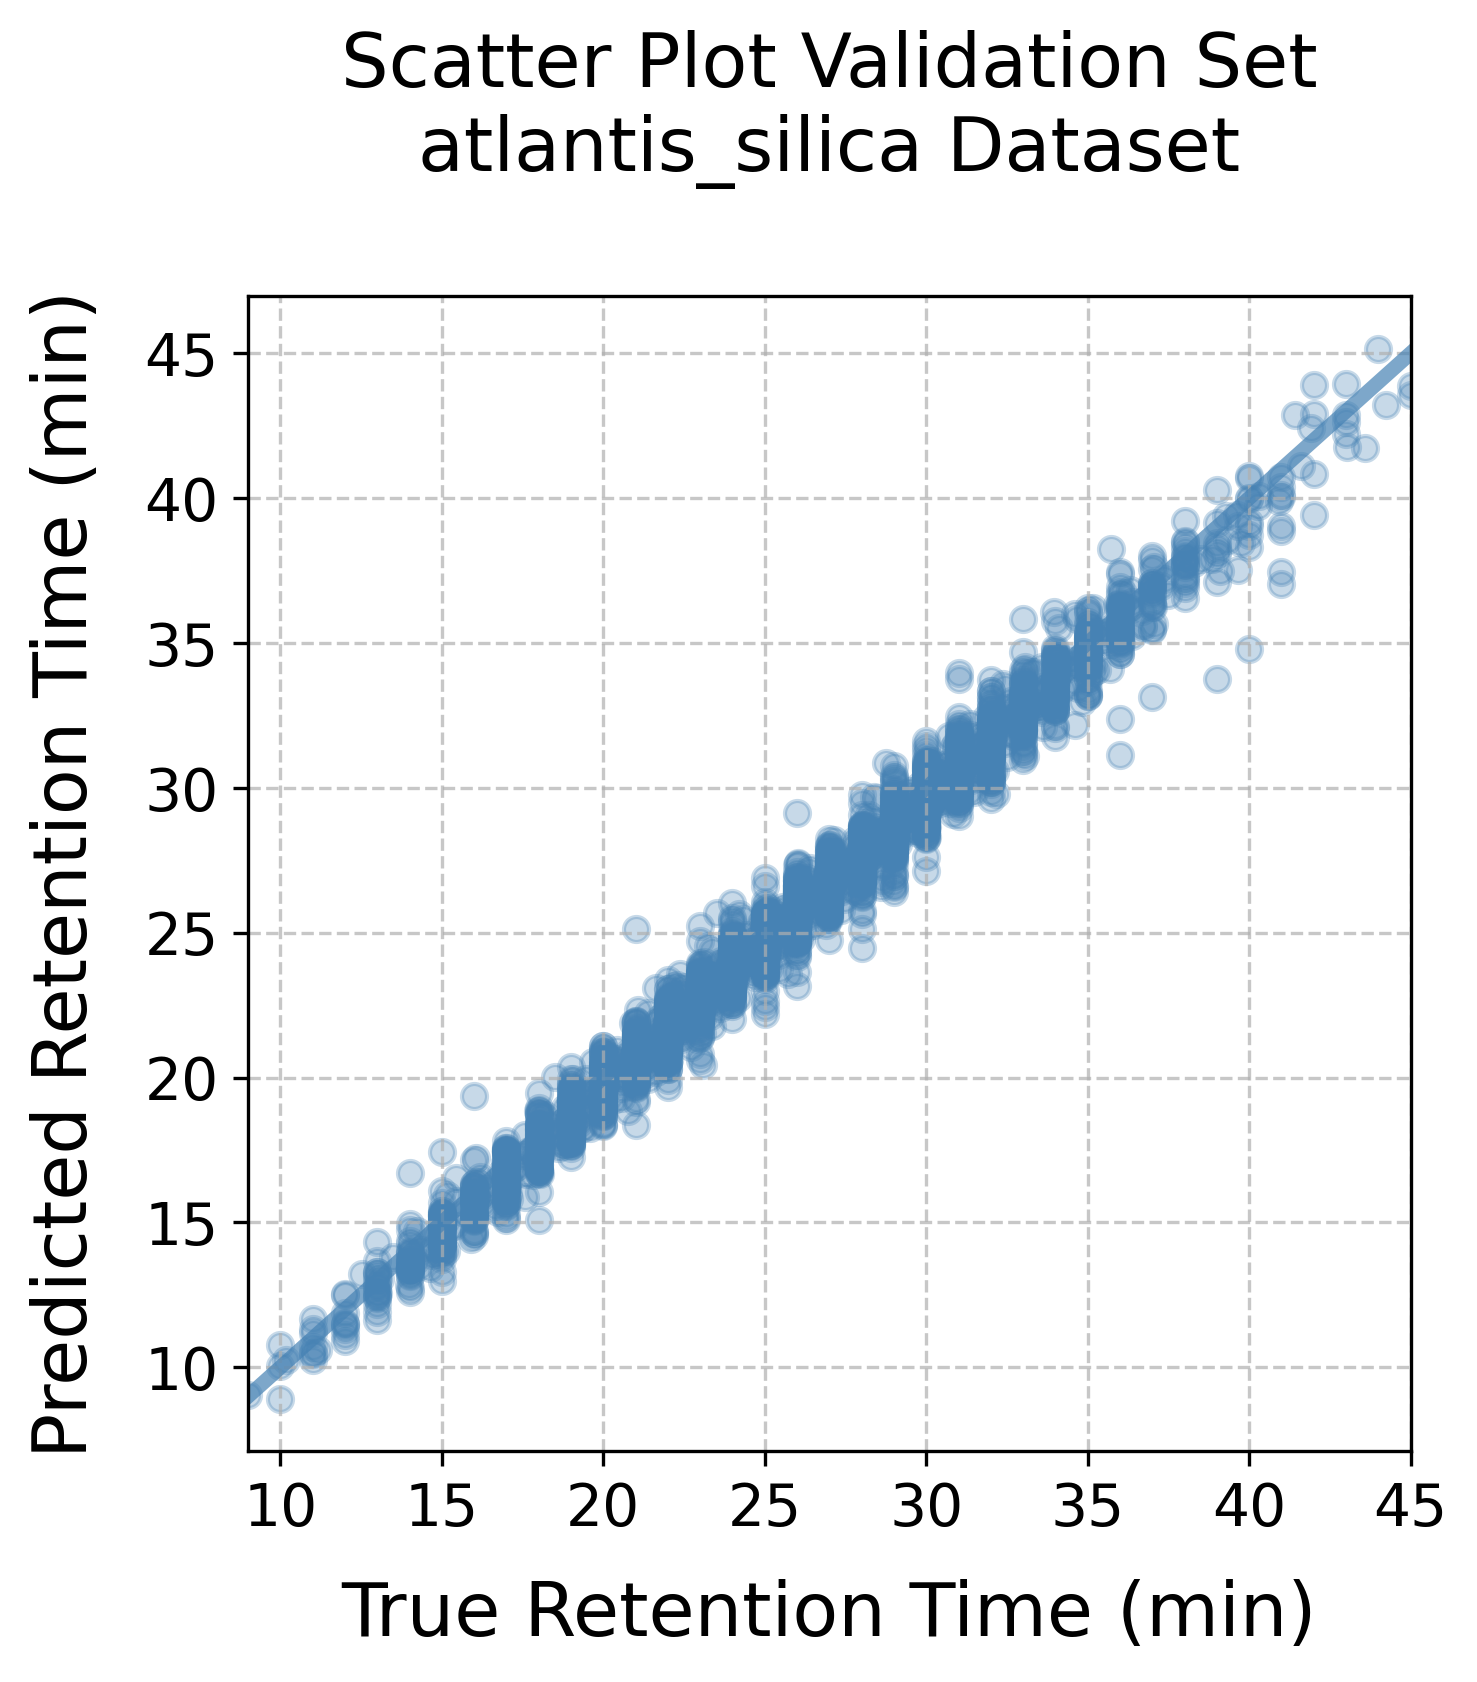 Scatter Plot Validation Set
atlantis_silica Dataset
Predicted Retention Time (min)
45
40
35
30
25
20
15
10
10 15 20 25 30 35 40 45
True Retention Time (min)